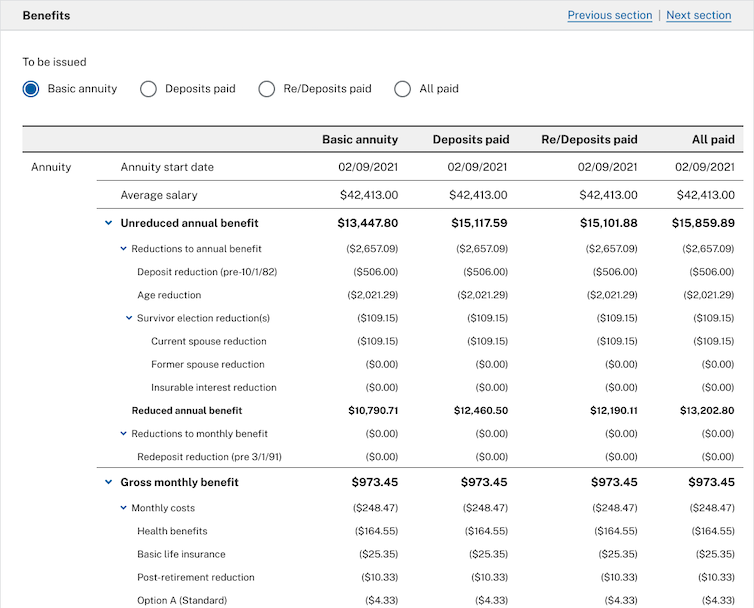 Benefits Previous section | Next section
To be issued
Basic annuity Deposits paid Re/Deposits paid All paid
Basic annuity Deposits paid Re/Deposits paid All paid
Annuity Annuity start date 02/09/2021 02/09/2021 02/09/2021 02/09/2021
Average salary $42,413.00 $42,413.00 $42,413.00 $42,413.00
Unreduced annual benefit $13,447.80 $15,117.59 $15,101.88 $15,859.89
Reductions to annual benefit ($2,657.09) ($2,657.09) ($2,657.09) ($2,657.09)
Deposit reduction (pre-10/1/82) ($506.00) ($506.00) ($506.00) ($506.00)
Age reduction ($2,021.29) ($2,021.29) ($2,021.29) ($2,021.29)
Survivor election reduction(s) ($109.15) ($109.15) ($109.15) ($109.15)
Current spouse reduction ($109.15) ($109.15) ($109.15) ($109.15)
Former spouse reduction ($0.00) ($0.00) ($0.00) ($0.00)
Insurable interest reduction ($0.00) ($0.00) ($0.00) ($0.00)
Reduced annual benefit $10,790.71 $12,460.50 $12,190.11 $13,202.80
Reductions to monthly benefit ($0.00) ($0.00) ($0.00) ($0.00)
Redeposit reduction (pre 3/1/91) ($0.00) ($0.00) ($0.00) ($0.00)
Gross monthly benefit $973.45 $973.45 $973.45 $973.45
Monthly costs ($248.47) ($248.47) ($248.47) ($248.47)
Health benefits ($164.55) ($164.55) ($164.55) ($164.55)
Basic life insurance ($25.35) ($25.35) ($25.35) ($25.35)
Post-retirement reduction ($10.33) ($10.33) ($10.33) ($10.33)
Option A (Standard) ($4.33) ($4.33) ($4.33) ($4.33)